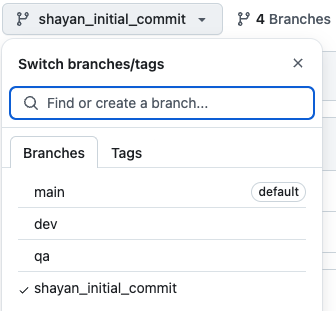 shayan_initial_commit
4 Branches
Switch branches/tags
Find or create a branch...
Branches
Tags
main
default
dev
qa
shayan_initial_commit